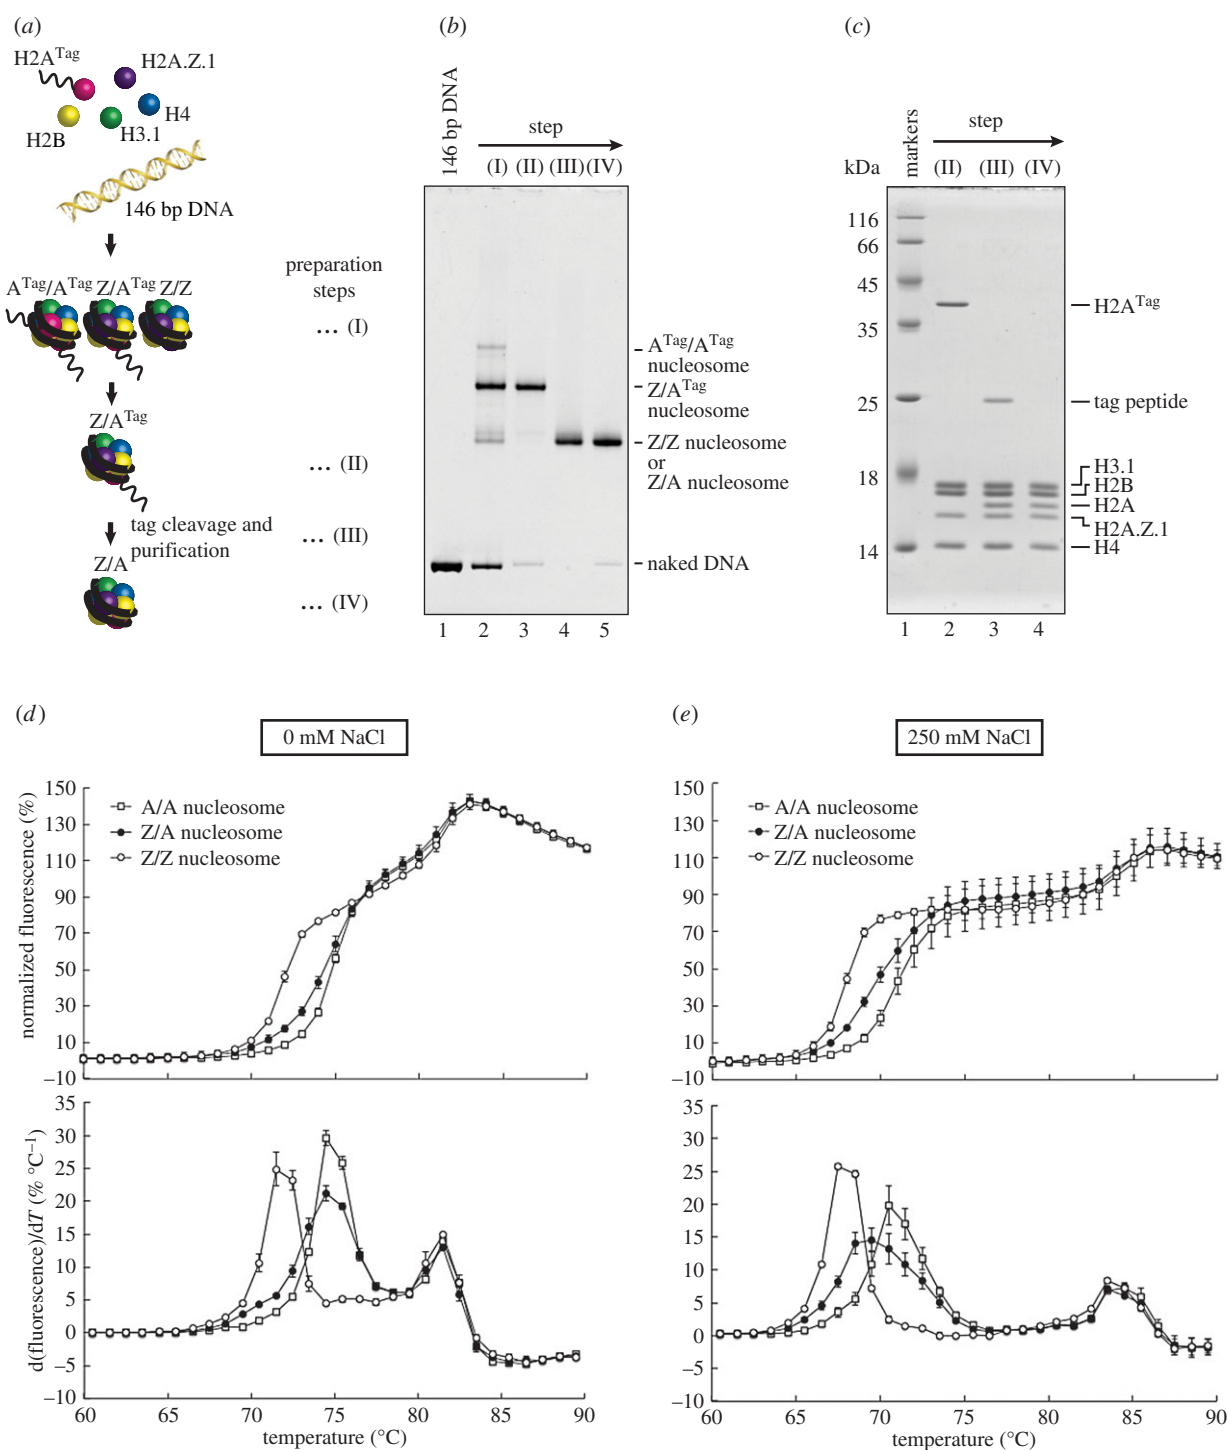 (a)
H2A^Tag
H2A.Z.1
H4
H3.1
H2B
146 bp DNA
A^Tag/A^Tag Z/A^Tag Z/Z
Z/A^Tag
tag cleavage and
purification
Z/A
preparation
steps
... (I)
... (II)
... (III)
... (IV)
(b)
146 bp DNA
step
(I) (II) (III) (IV)
A^Tag/A^Tag
nucleosome
Z/A^Tag
nucleosome
Z/Z nucleosome
or
Z/A nucleosome
naked DNA
1 2 3 4 5
(c)
kDa
markers
step
(II) (III) (IV)
116
66
45
35
25
18
14
H2A^Tag
tag peptide
H3.1
H2B
H2A
H2A.Z.1
H4
1 2 3 4
(d)
0 mM NaCl
normalized fluorescence (%)
150
130
110
90
70
50
30
10
–10
A/A nucleosome
Z/A nucleosome
Z/Z nucleosome
d(fluorescence)/dT (% °C⁻¹)
35
30
25
20
15
10
5
0
–5
–10
60 65 70 75 80 85 90
temperature (°C)
(e)
250 mM NaCl
150
130
110
90
70
50
30
10
–10
A/A nucleosome
Z/A nucleosome
Z/Z nucleosome
60 65 70 75 80 85 90
35
30
25
20
15
10
5
0
–5
–10
60 65 70 75 80 85 90
temperature (°C)